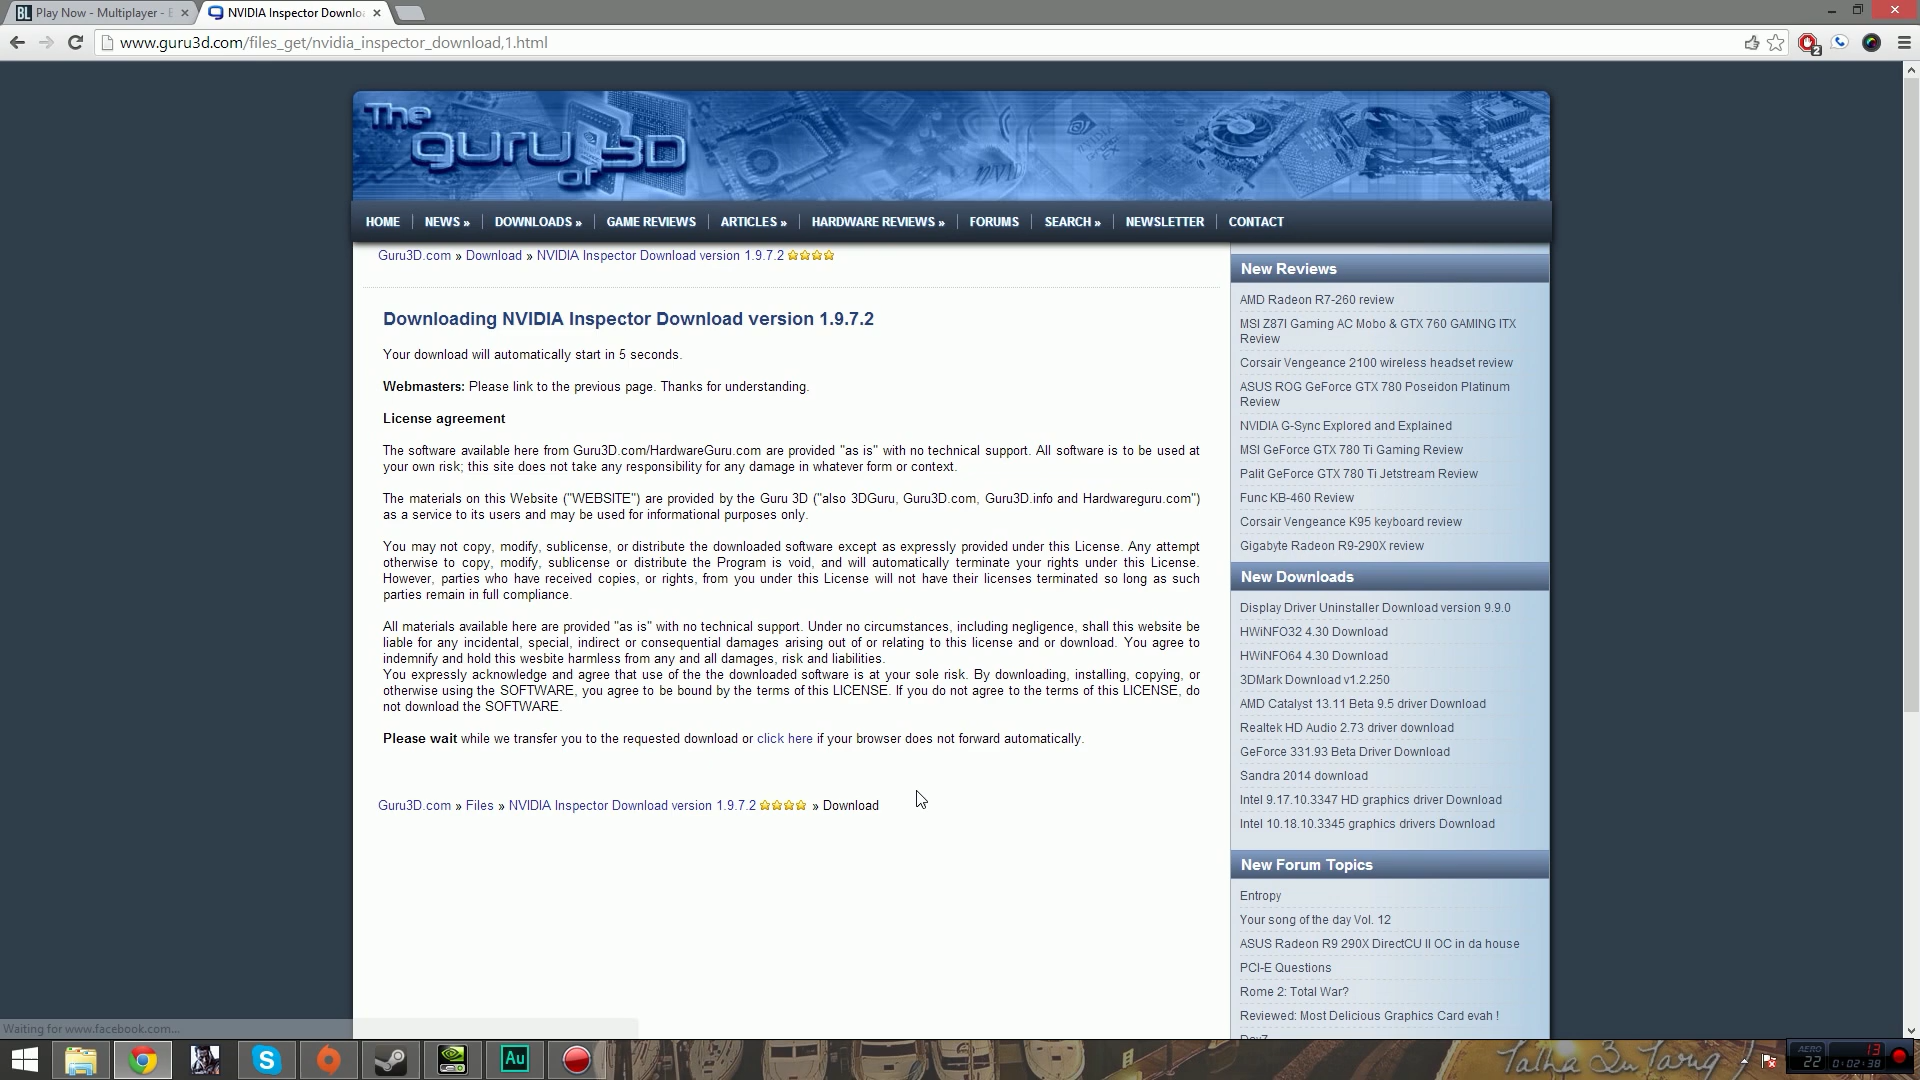 BL Play Now - Multiplayer -
NVIDIA Inspector Downlo
www.guru3d.com/files_get/nvidia_inspector_download,1.html
2
The
guru
of 3D
HOME
NEWS »
DOWNLOADS »
GAME REVIEWS
ARTICLES »
HARDWARE REVIEWS »
FORUMS
SEARCH »
NEWSLETTER
CONTACT
Guru3D.com » Download » NVIDIA Inspector Download version 1.9.7.2
Downloading NVIDIA Inspector Download version 1.9.7.2
Your download will automatically start in 5 seconds.
Webmasters: Please link to the previous page. Thanks for understanding.
License agreement
The software available here from Guru3D.com/HardwareGuru.com are provided "as is" with no technical support. All software is to be used at
your own risk; this site does not take any responsibility for any damage in whatever form or context.
The materials on this Website ("WEBSITE") are provided by the Guru 3D ("also 3DGuru, Guru3D.com, Guru3D.info and Hardwareguru.com")
as a service to its users and may be used for informational purposes only.
You may not copy, modify, sublicense, or distribute the downloaded software except as expressly provided under this License. Any attempt
otherwise to copy, modify, sublicense or distribute the Program is void, and will automatically terminate your rights under this License.
However, parties who have received copies, or rights, from you under this License will not have their licenses terminated so long as such
parties remain in full compliance.
All materials available here are provided "as is" with no technical support. Under no circumstances, including negligence, shall this website be
liable for any incidental, special, indirect or consequential damages arising out of or relating to this license and or download. You agree to
indemnify and hold this wesbite harmless from any and all damages, risk and liabilities.
You expressly acknowledge and agree that use of the the downloaded software is at your sole risk. By downloading, installing, copying, or
otherwise using the SOFTWARE, you agree to be bound by the terms of this LICENSE. If you do not agree to the terms of this LICENSE, do
not download the SOFTWARE.
Please wait while we transfer you to the requested download or click here if your browser does not forward automatically.
Guru3D.com » Files » NVIDIA Inspector Download version 1.9.7.2 » Download
New Reviews
AMD Radeon R7-260 review
MSI Z87I Gaming AC Mobo & GTX 760 GAMING ITX
Review
Corsair Vengeance 2100 wireless headset review
ASUS ROG GeForce GTX 780 Poseidon Platinum
Review
NVIDIA G-Sync Explored and Explained
MSI GeForce GTX 780 Ti Gaming Review
Palit GeForce GTX 780 Ti Jetstream Review
Func KB-460 Review
Corsair Vengeance K95 keyboard review
Gigabyte Radeon R9-290X review
New Downloads
Display Driver Uninstaller Download version 9.9.0
HWiNFO32 4.30 Download
HWiNFO64 4.30 Download
3DMark Download v1.2.250
AMD Catalyst 13.11 Beta 9.5 driver Download
Realtek HD Audio 2.73 driver download
GeForce 331.93 Beta Driver Download
Sandra 2014 download
Intel 9.17.10.3347 HD graphics driver Download
Intel 10.18.10.3345 graphics drivers Download
New Forum Topics
Entropy
Your song of the day Vol. 12
ASUS Radeon R9 290X DirectCU II OC in da house
PCI-E Questions
Rome 2: Total War?
Reviewed: Most Delicious Graphics Card evah !
Waiting for www.facebook.com...
S
Au
AERO
22
13
0:02:38